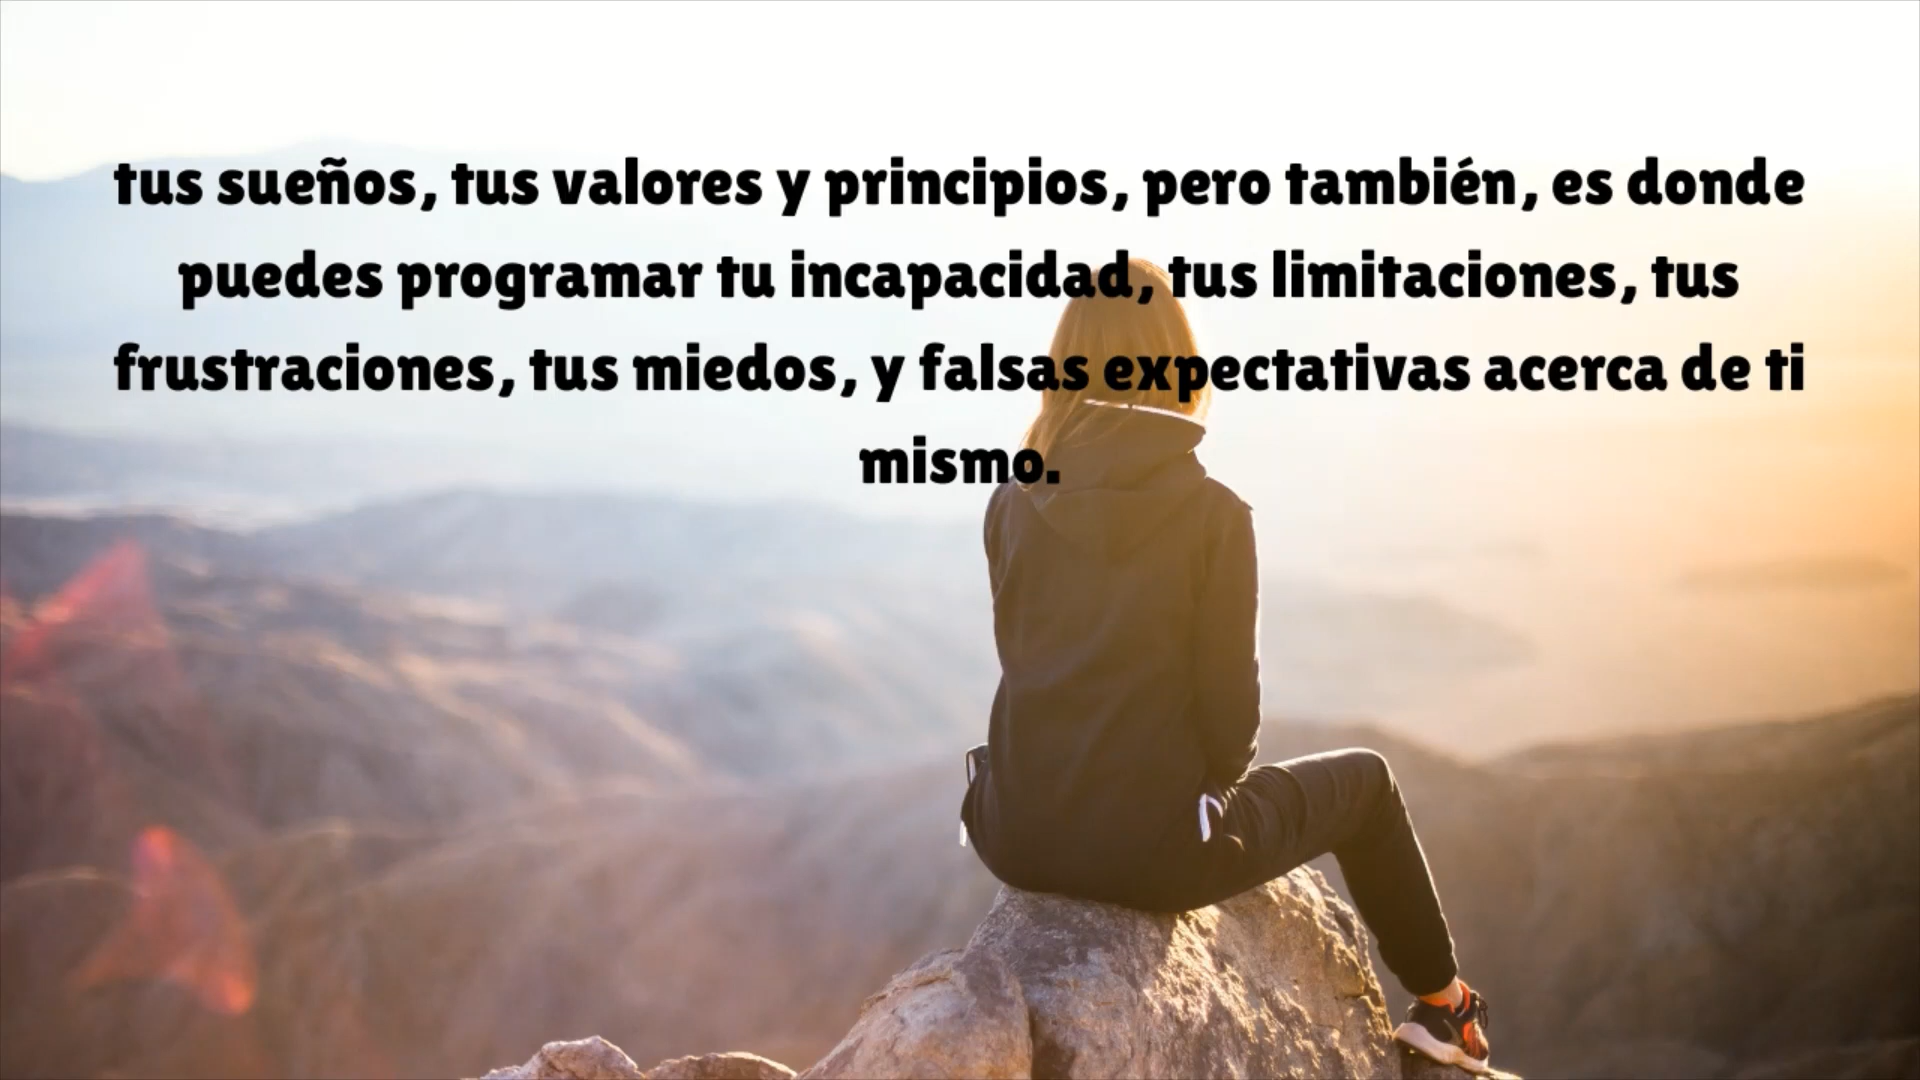 tus sueños, tus valores y principios, pero también, es donde
puedes programar tu incapacidad, tus limitaciones, tus
frustraciones, tus miedos, y falsas expectativas acerca de ti
mismo.